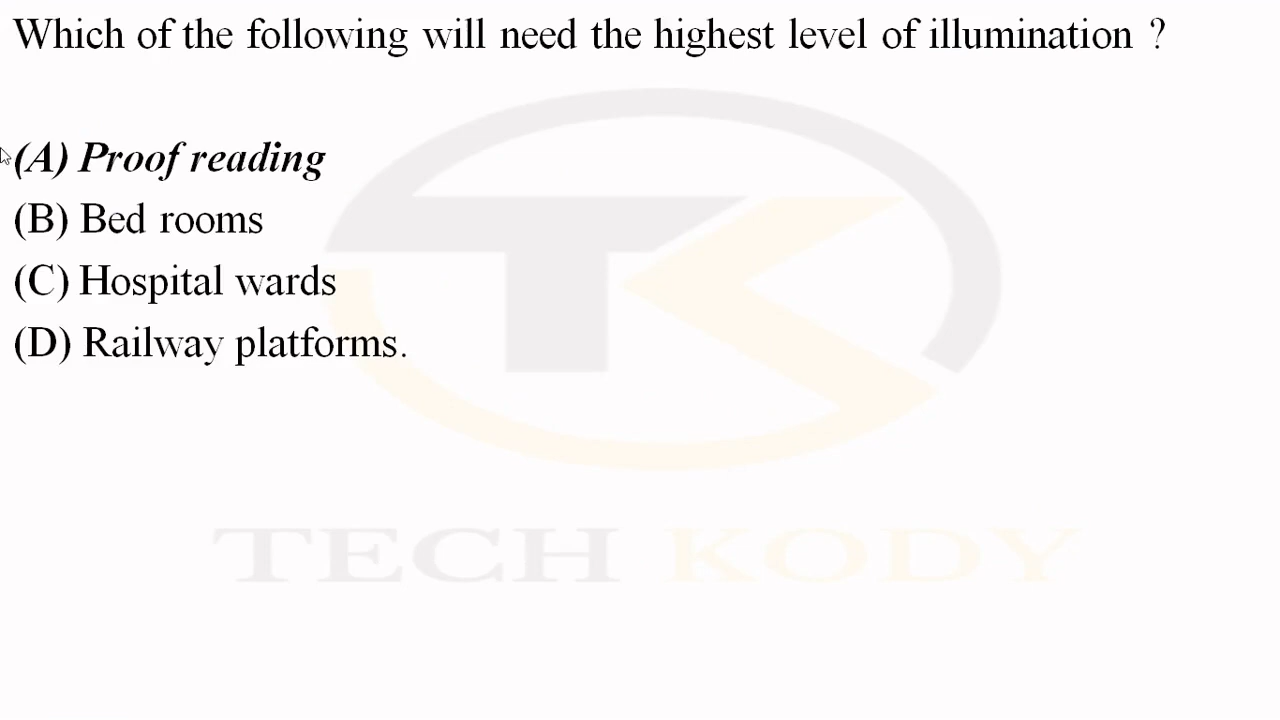 Which of the following will need the highest level of illumination ?
(A) Proof reading
(B) Bed rooms
(C) Hospital wards
(D) Railway platforms.
TECH KODY